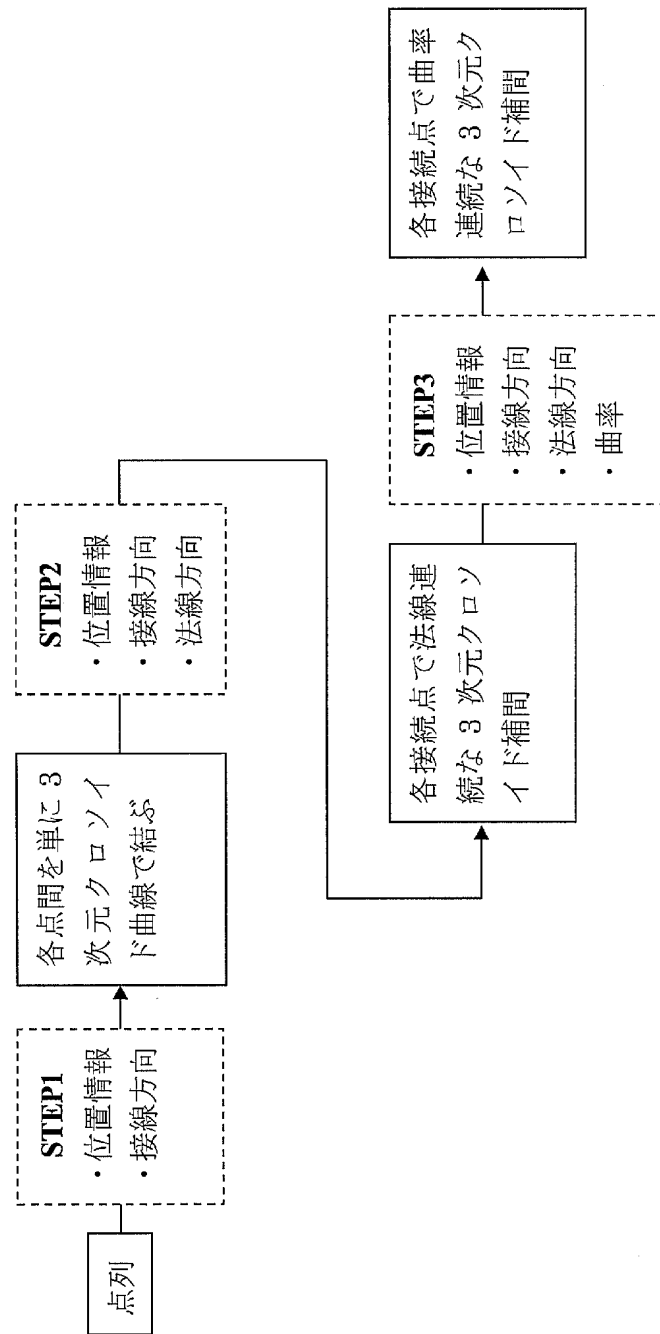 点列
STEP1
・位置情報
・接線方向
各点間を単に 3
次元クロソイ
ド曲線で結ぶ
STEP2
・位置情報
・接線方向
・法線方向
各接続点で法線連
続な 3 次元クロソ
イド補間
STEP3
・位置情報
・接線方向
・法線方向
・曲率
各接続点で曲率
連続な 3 次元ク
ロソイド補間